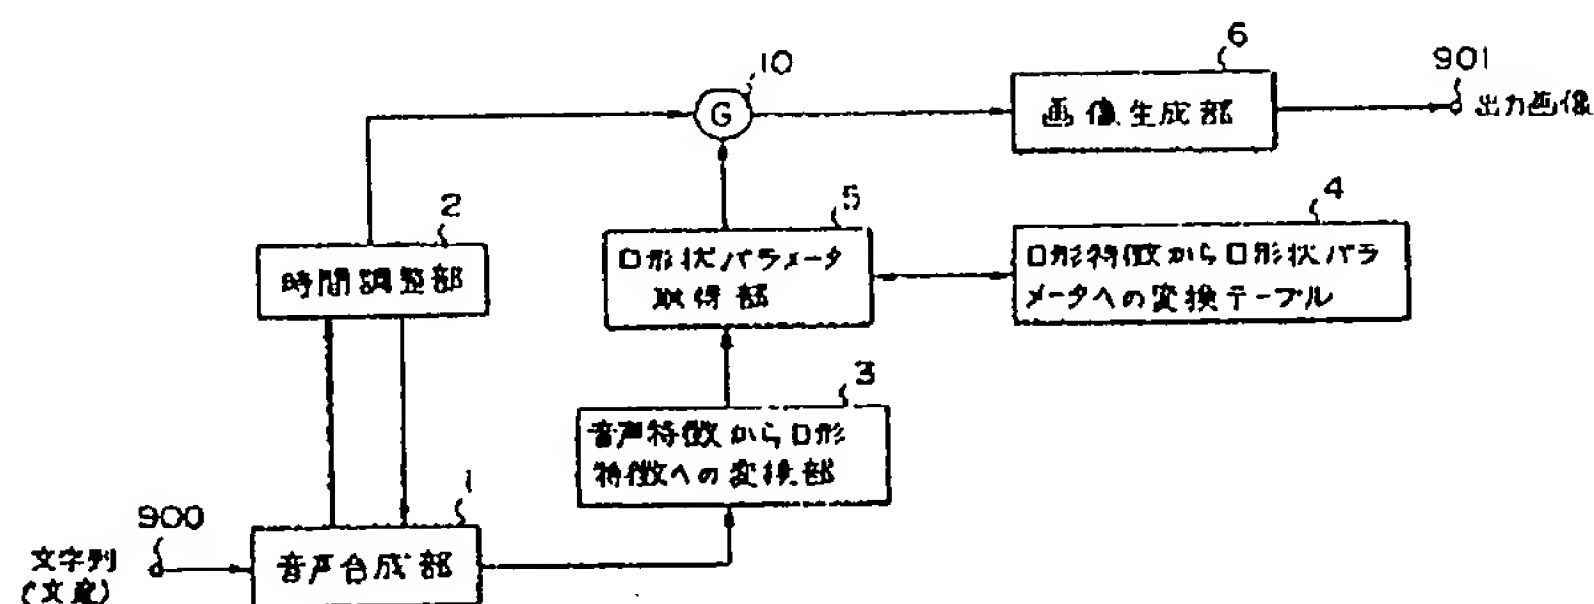 6
901
10
G
画像生成部
出力画像
2
5
4
時間調整部
口形状パラメータ
取得部
口形特徴から口形状パラ
メータへの変換テーブル
3
音声特徴から口形
特徴への変換部
1
900
文字列
(文章)
音声合成部